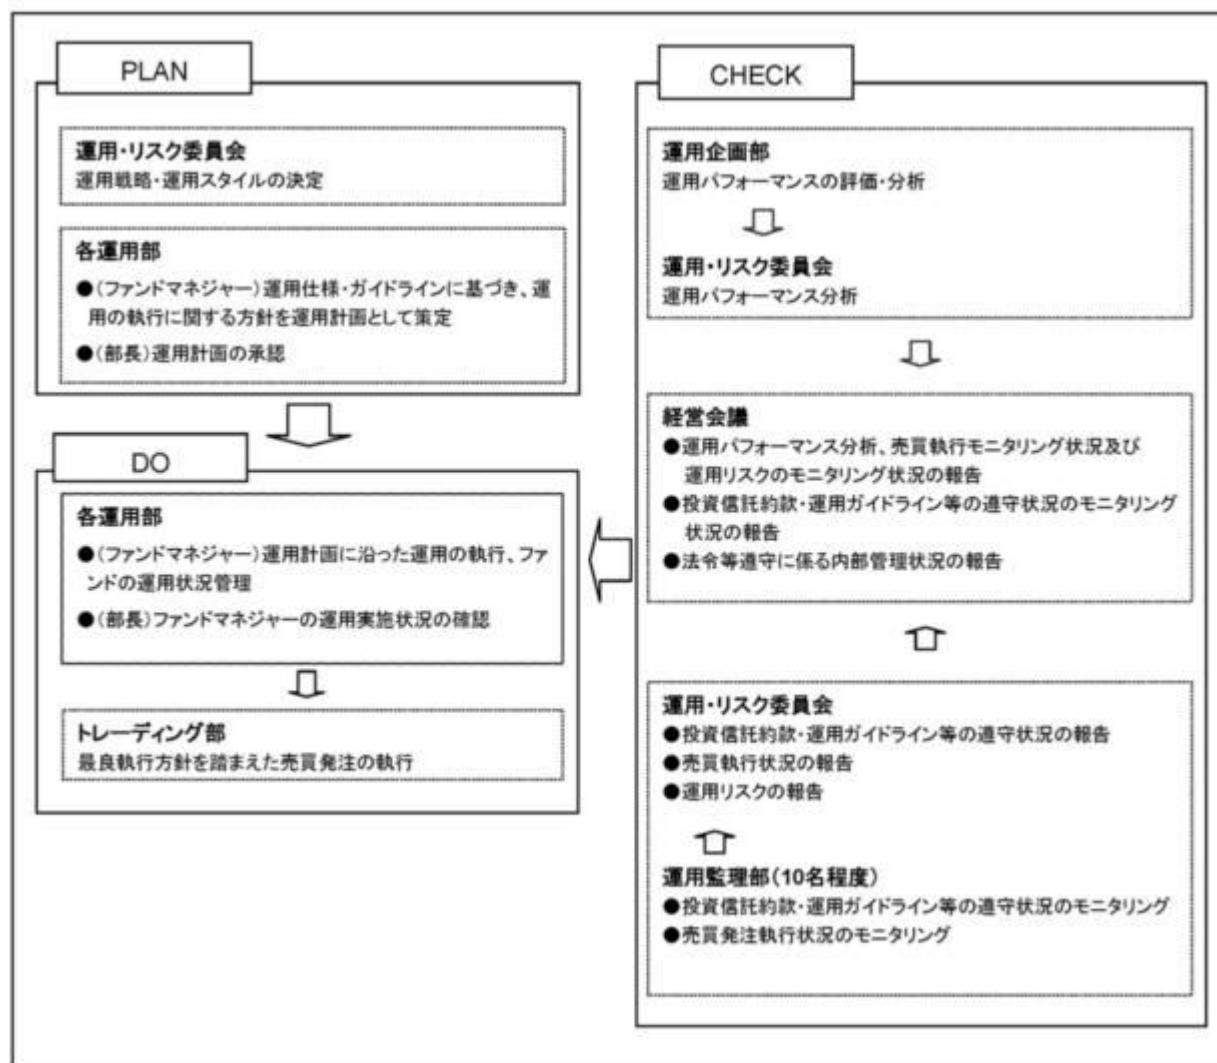 PLAN
運用・リスク委員会
運用戦略・運用スタイルの決定
各運用部
●(ファンドマネジャー)運用仕様・ガイドラインに基づき、運
用の執行に関する方針を運用計画として策定
●(部長)運用計画の承認
DO
各運用部
●(ファンドマネジャー)運用計画に沿った運用の執行、ファ
ンドの運用状況管理
●(部長)ファンドマネジャーの運用実施状況の確認
トレーディング部
最良執行方針を踏まえた売買発注の執行
CHECK
運用企画部
運用パフォーマンスの評価・分析
運用・リスク委員会
運用パフォーマンス分析
経営会議
●運用パフォーマンス分析、売買執行モニタリング状況及び
運用リスクのモニタリング状況の報告
●投資信託約款・運用ガイドライン等の遵守状況のモニタリング
状況の報告
●法令等遵守に係る内部管理状況の報告
運用・リスク委員会
●投資信託約款・運用ガイドライン等の遵守状況の報告
●売買執行状況の報告
●運用リスクの報告
運用監理部(10名程度)
●投資信託約款・運用ガイドライン等の遵守状況のモニタリング
●売買発注執行状況のモニタリング